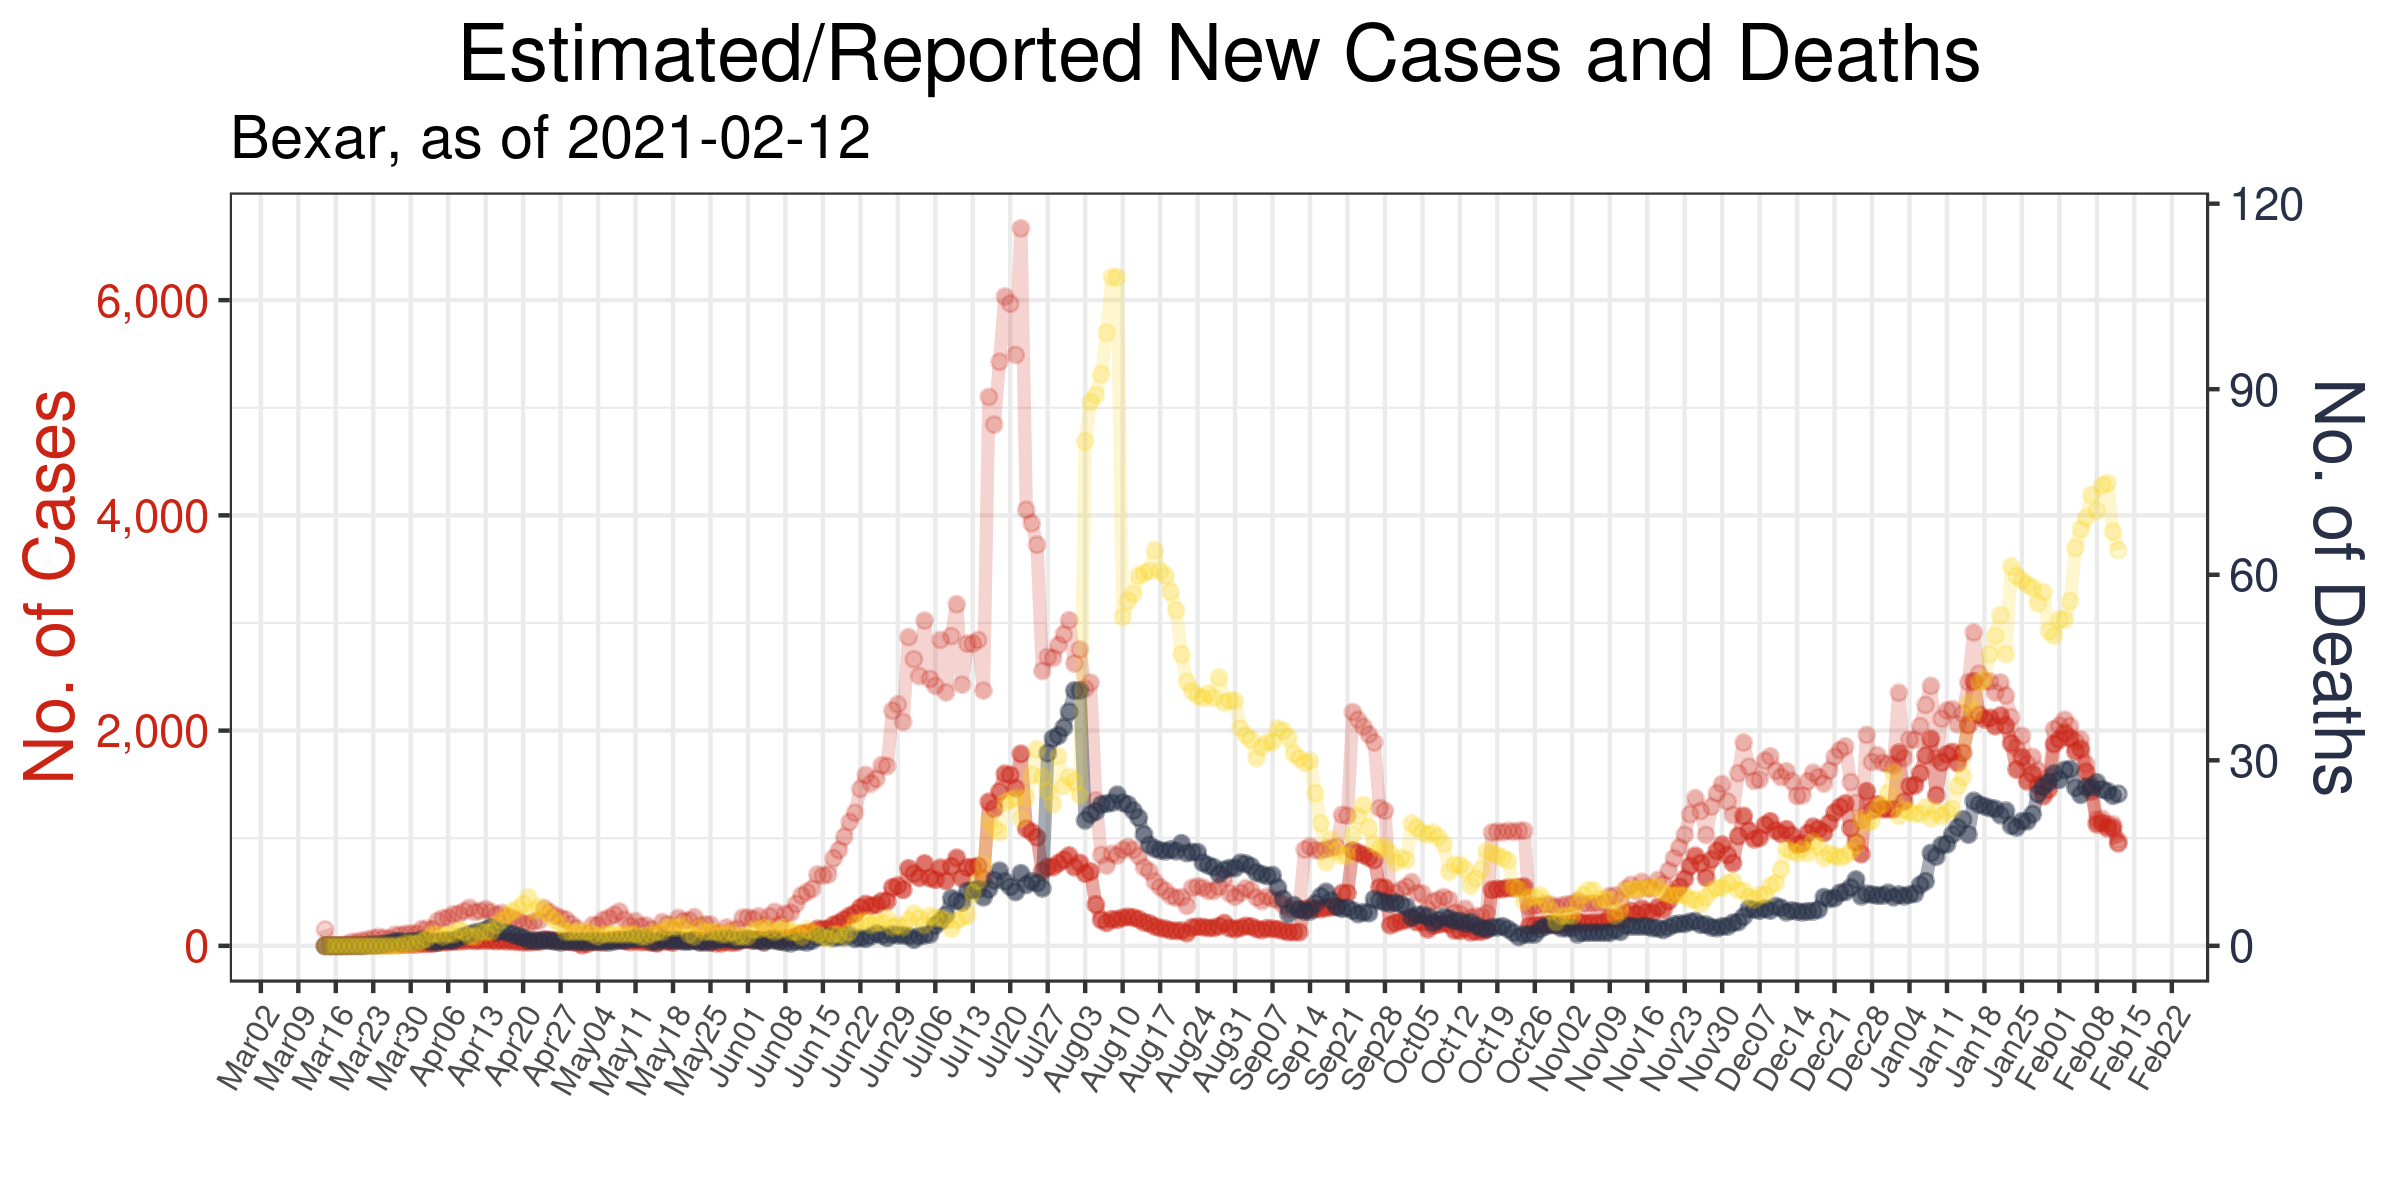 Estimated/Reported New Cases and Deaths
Bexar, as of 2021-02-12
No. of Cases
6,000
4,000
2,000
0
120
90
60
30
0
No. of Deaths
Mar02
Mar09
Mar16
Mar23
Mar30
Apr06
Apr13
Apr20
Apr27
May04
May11
May18
May25
Jun01
Jun08
Jun15
Jun22
Jun29
Jul06
Jul13
Jul20
Jul27
Aug03
Aug10
Aug17
Aug24
Aug31
Sep07
Sep14
Sep21
Sep28
Oct05
Oct12
Oct19
Oct26
Nov02
Nov09
Nov16
Nov23
Nov30
Dec07
Dec14
Dec21
Dec28
Jan04
Jan11
Jan18
Jan25
Feb01
Feb08
Feb15
Feb22